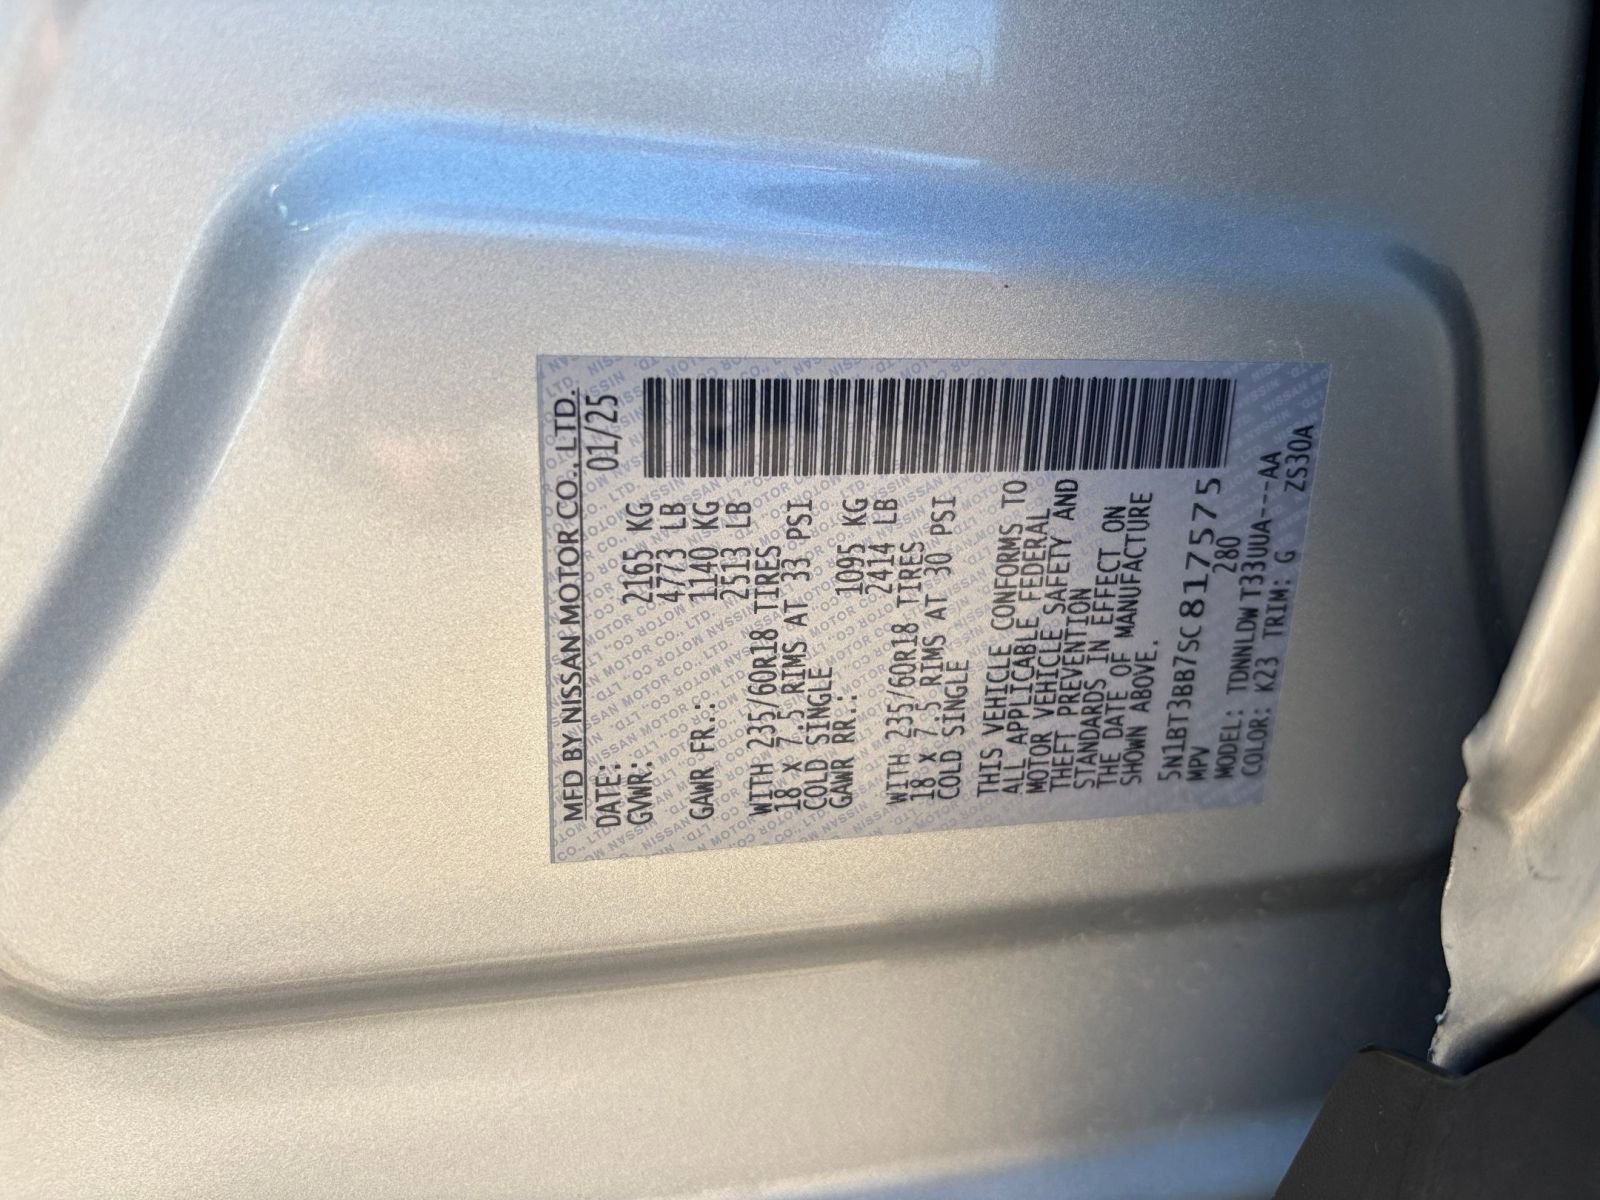 MFD BY NISSAN MOTOR CO., LTD.
DATE: 01/25
GVWR: 2165 KG
4773 LB
GAWR FR.: 1140 KG
2513 LB
WITH 235/60R18 TIRES
18 X 7.5 RIMS AT 33 PSI
COLD SINGLE
GAWR RR.: 1095 KG
2414 LB
WITH 235/60R18 TIRES
18 X 7.5 RIMS AT 30 PSI
COLD SINGLE
THIS VEHICLE CONFORMS TO
ALL APPLICABLE FEDERAL
MOTOR VEHICLE SAFETY AND
THEFT PREVENTION
STANDARDS IN EFFECT ON
THE DATE OF MANUFACTURE
SHOWN ABOVE.
5N1BT3BB7SC817575
MPV 280
MODEL: TDNNLDWT33UUA---AA
COLOR: K23 TRIM: G ZS30A